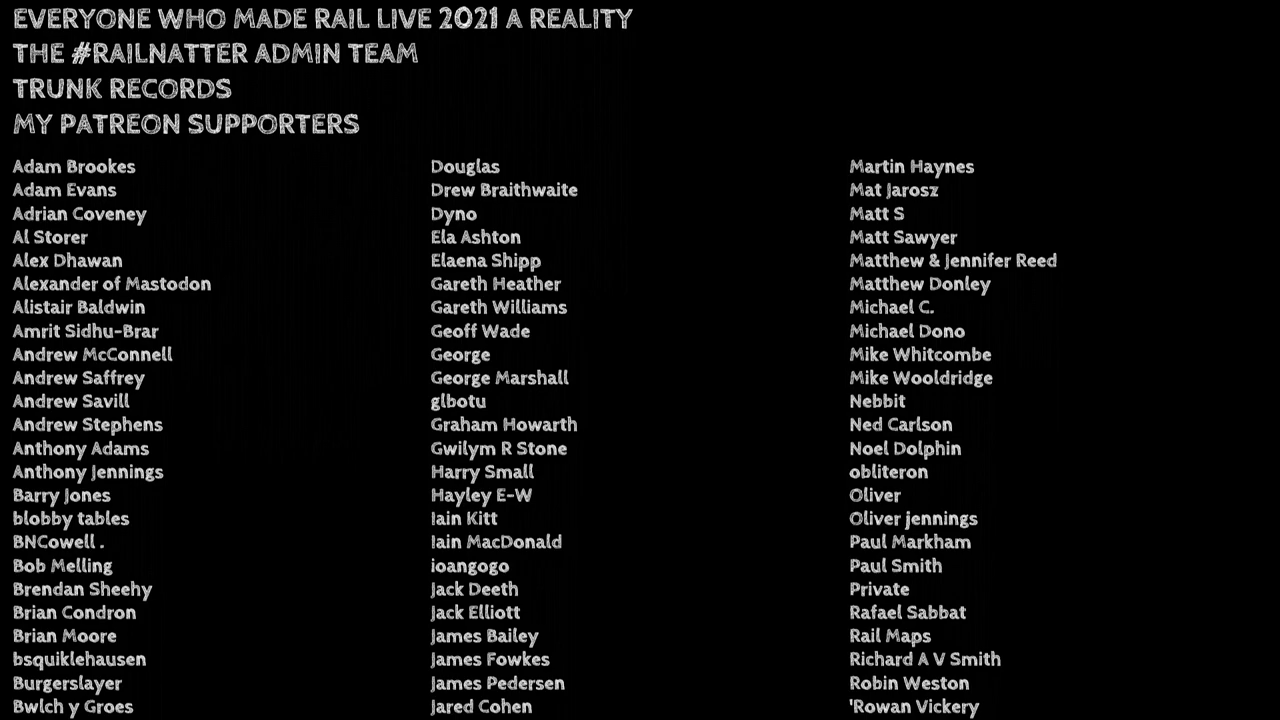 EVERYONE WHO MADE RAIL LIVE 2021 A REALITY
THE #RAILNATTER ADMIN TEAM
TRUNK RECORDS
MY PATREON SUPPORTERS
Adam Brookes
Adam Evans
Adrian Coveney
Al Storer
Alex Dhawan
Alexander of Mastodon
Alistair Baldwin
Amrit Sidhu-Brar
Andrew McConnell
Andrew Saffrey
Andrew Savill
Andrew Stephens
Anthony Adams
Anthony Jennings
Barry Jones
blobby tables
BNCowell .
Bob Melling
Brendan Sheehy
Brian Condron
Brian Moore
bsquiklehausen
Burgerslayer
Bwlch y Groes
Douglas
Drew Braithwaite
Dyno
Ela Ashton
Elaena Shipp
Gareth Heather
Gareth Williams
Geoff Wade
George
George Marshall
glbotu
Graham Howarth
Gwilym R Stone
Harry Small
Hayley E-W
Iain Kitt
Iain MacDonald
ioangogo
Jack Deeth
Jack Elliott
James Bailey
James Fowkes
James Pedersen
Jared Cohen
Martin Haynes
Mat Jarosz
Matt S
Matt Sawyer
Matthew & Jennifer Reed
Matthew Donley
Michael C.
Michael Dono
Mike Whitcombe
Mike Wooldridge
Nebbit
Ned Carlson
Noel Dolphin
obliteron
Oliver
Oliver jennings
Paul Markham
Paul Smith
Private
Rafael Sabbat
Rail Maps
Richard A V Smith
Robin Weston
'Rowan Vickery